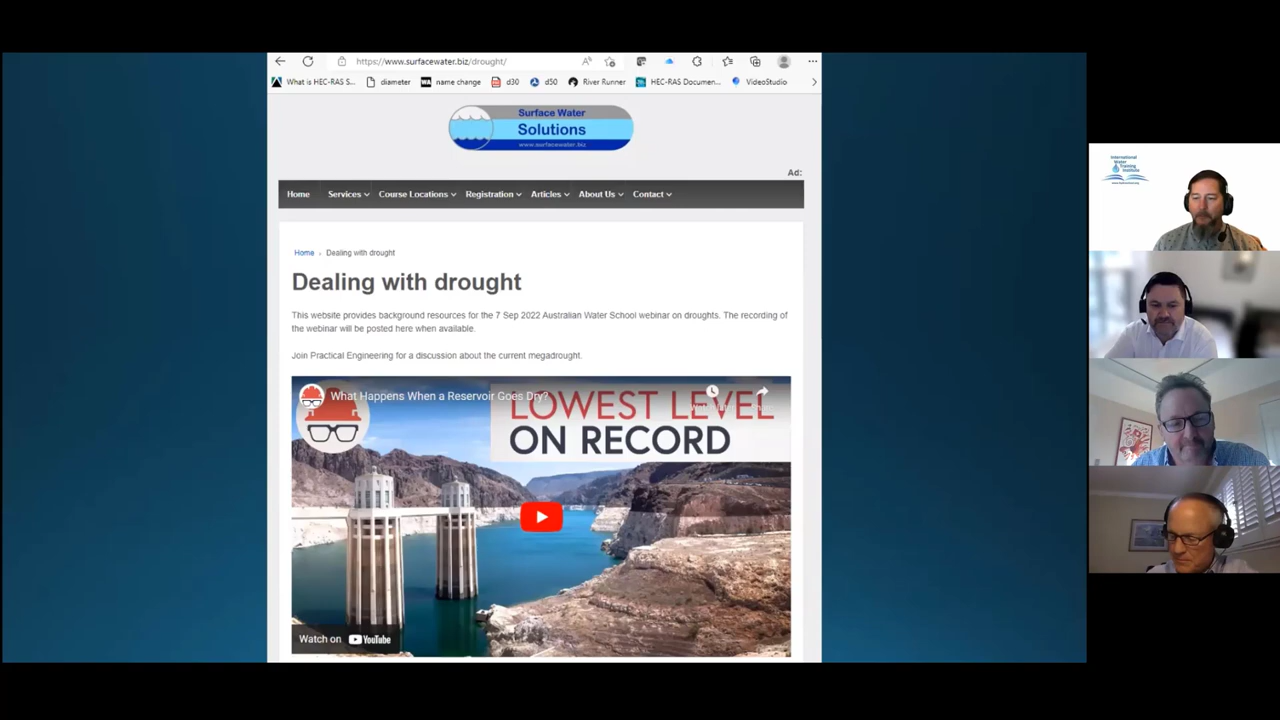 https://www.surfacewater.biz/drought/
What is HEC-RAS S... diameter name change d30 d50 River Runner HEC-RAS Documen... VideoStudio
Surface Water
Solutions
www.surfacewater.biz
Ad:
Home Services Course Locations Registration Articles About Us Contact
Home › Dealing with drought
Dealing with drought
This website provides background resources for the 7 Sep 2022 Australian Water School webinar on droughts. The recording of
the webinar will be posted here when available.
Join Practical Engineering for a discussion about the current megadrought.
What Happens When a Reservoir Goes Dry?
LOWEST LEVEL
ON RECORD
Watch on YouTube
International
Water
Training
Institute